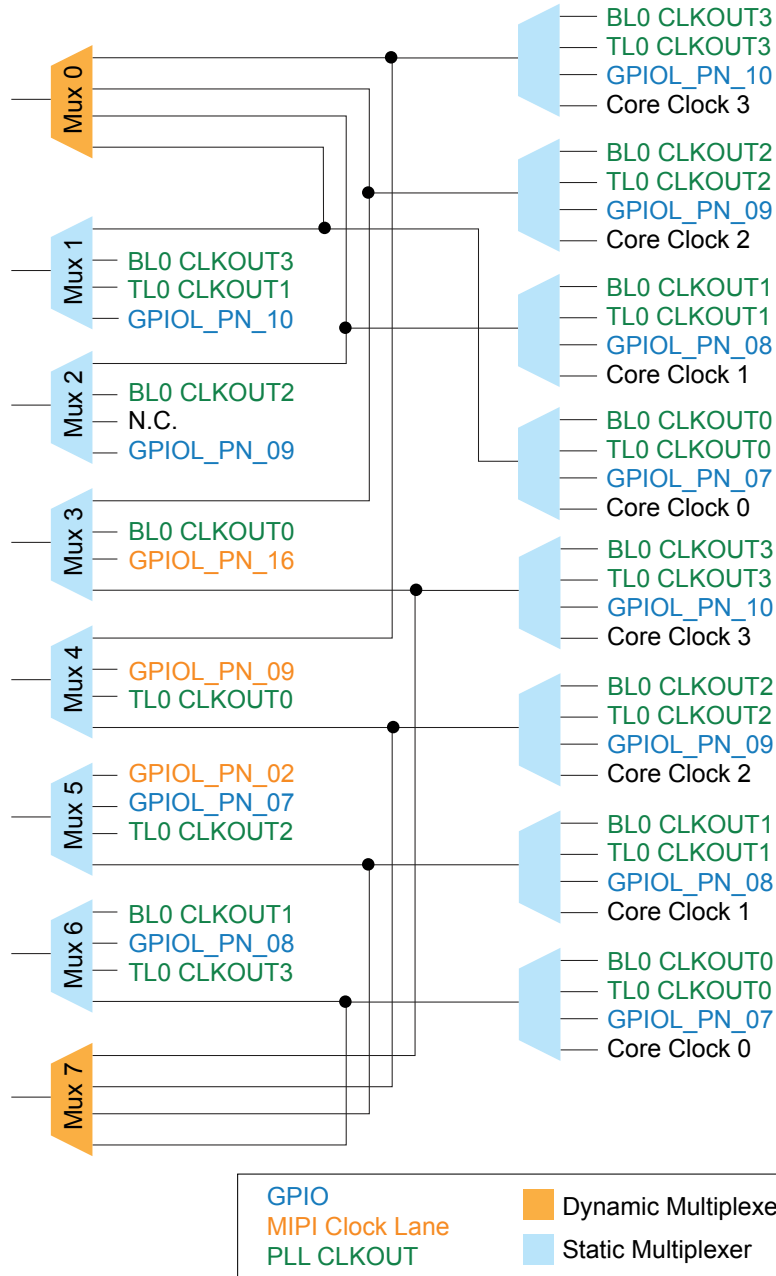 Mux 0
BL0 CLKOUT3
TL0 CLKOUT3
GPIOL_PN_10
Core Clock 3
BL0 CLKOUT2
TL0 CLKOUT2
GPIOL_PN_09
Core Clock 2
Mux 1
BL0 CLKOUT3
TL0 CLKOUT1
GPIOL_PN_10
BL0 CLKOUT1
TL0 CLKOUT1
GPIOL_PN_08
Core Clock 1
Mux 2
BL0 CLKOUT2
N.C.
GPIOL_PN_09
BL0 CLKOUT0
TL0 CLKOUT0
GPIOL_PN_07
Core Clock 0
Mux 3
BL0 CLKOUT0
GPIOL_PN_16
BL0 CLKOUT3
TL0 CLKOUT3
GPIOL_PN_10
Core Clock 3
Mux 4
GPIOL_PN_09
TL0 CLKOUT0
BL0 CLKOUT2
TL0 CLKOUT2
GPIOL_PN_09
Core Clock 2
Mux 5
GPIOL_PN_02
GPIOL_PN_07
TL0 CLKOUT2
BL0 CLKOUT1
TL0 CLKOUT1
GPIOL_PN_08
Core Clock 1
Mux 6
BL0 CLKOUT1
GPIOL_PN_08
TL0 CLKOUT3
BL0 CLKOUT0
TL0 CLKOUT0
GPIOL_PN_07
Core Clock 0
Mux 7
GPIO
MIPI Clock Lane
PLL CLKOUT
Dynamic Multiplexe
Static Multiplexer